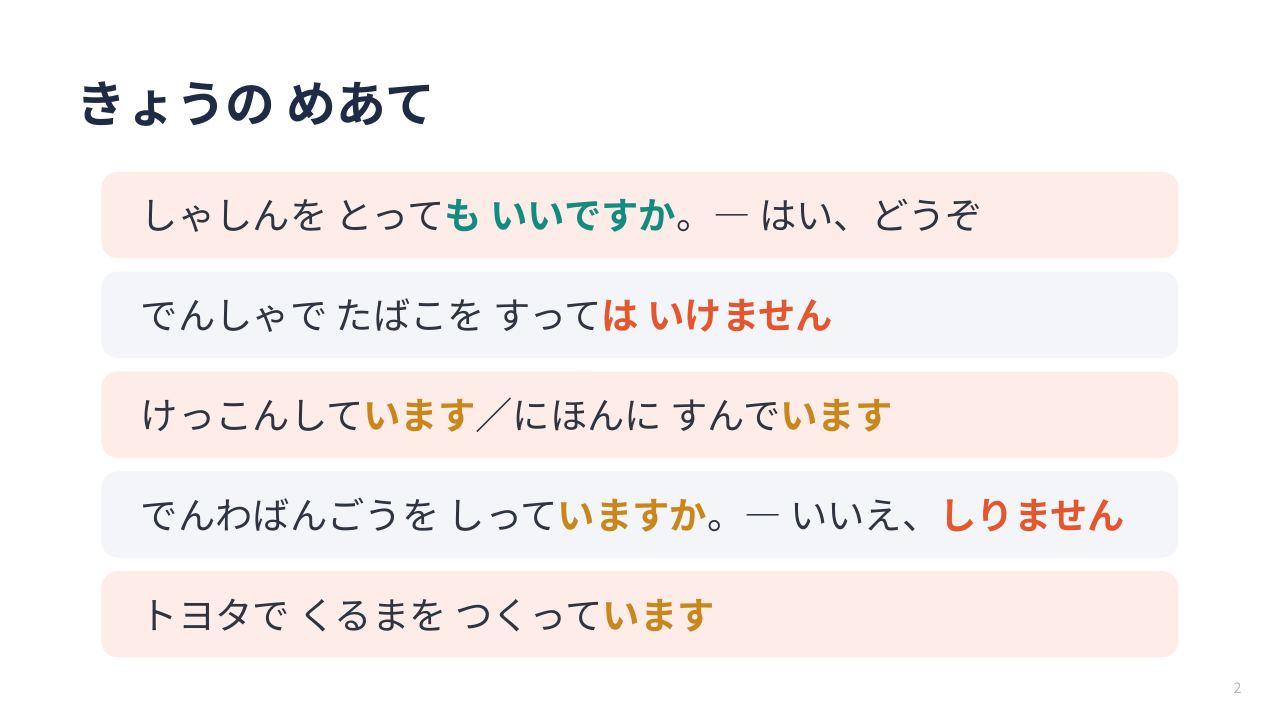 きょうの めあて
しゃしんを とっても いいですか。― はい、どうぞ
でんしゃで たばこを すっては いけません
けっこんしています／にほんに すんでいます
でんわばんごうを しっていますか。― いいえ、しりません
トヨタで くるまを つくっています
2